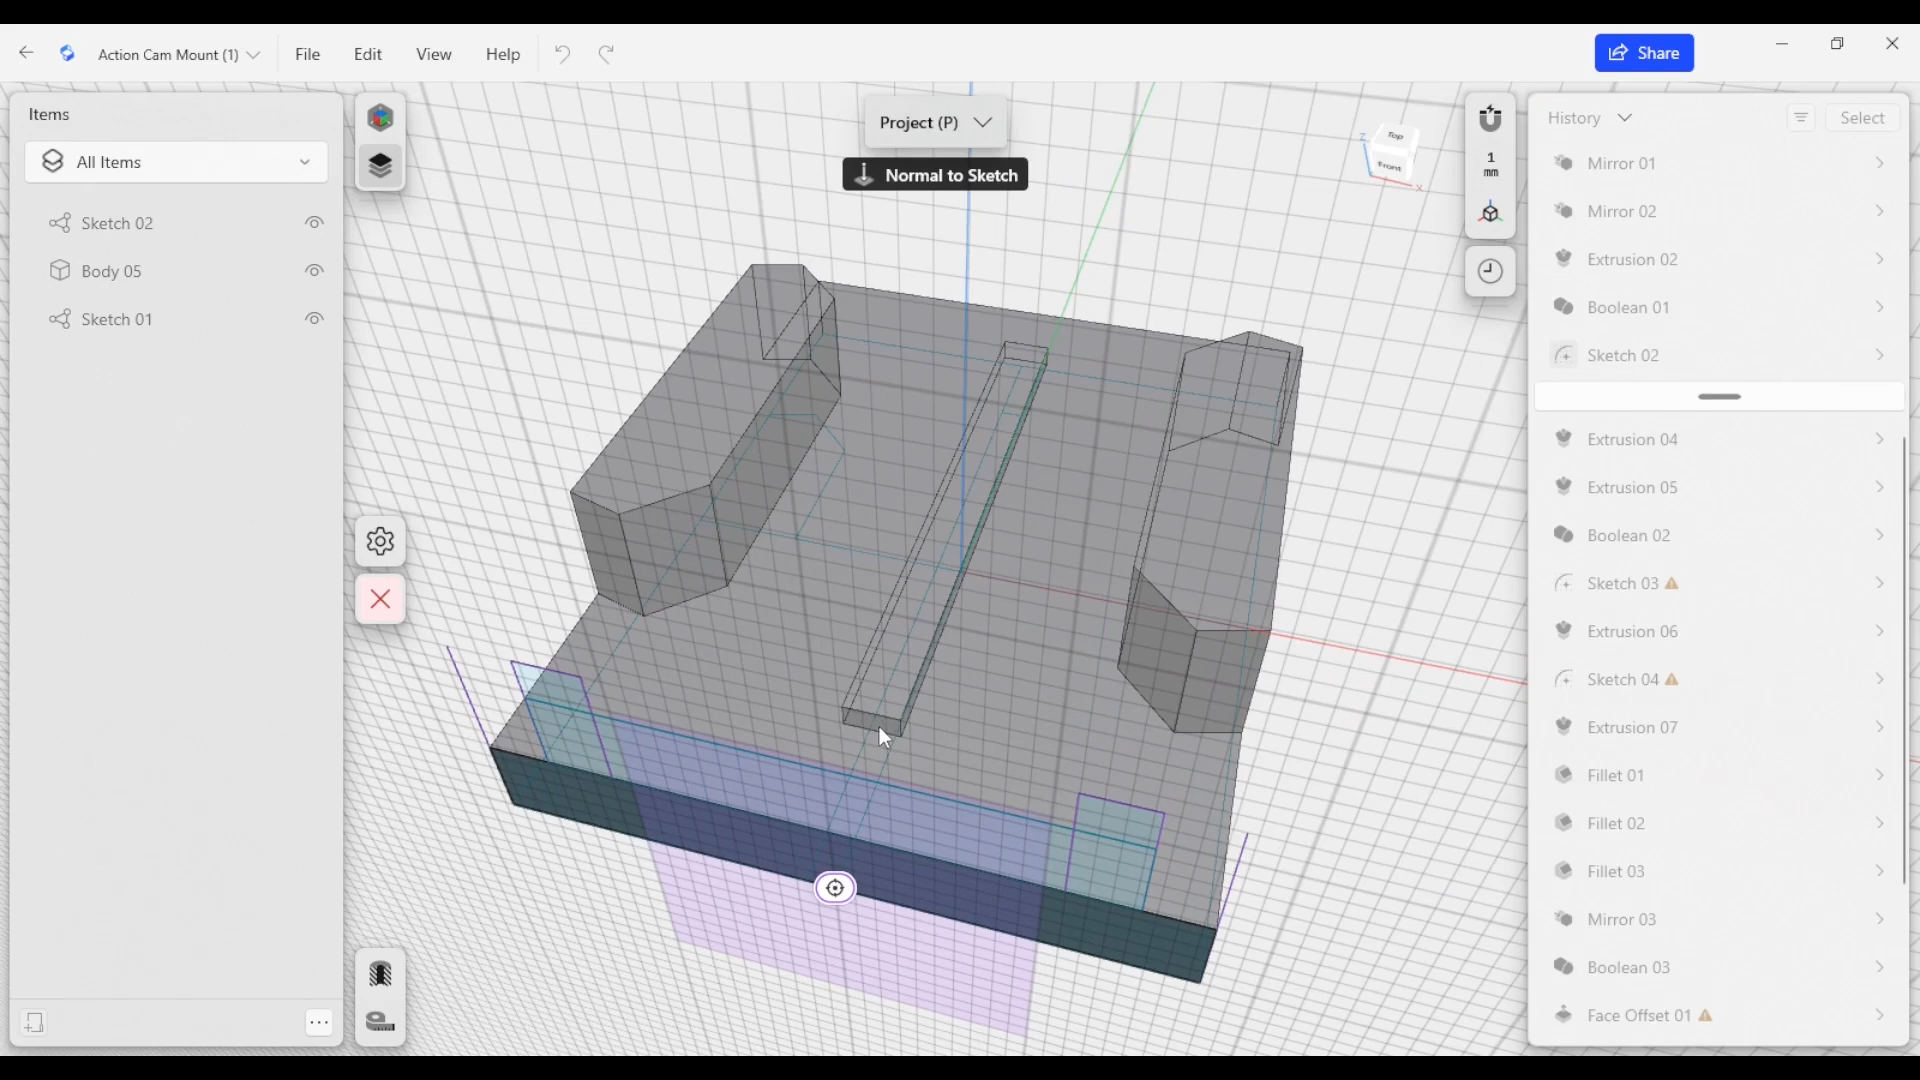 Action Cam Mount (1)
File
Edit
View
Help
Share
Items
All Items
Sketch 02
Body 05
Sketch 01
Project (P)
Normal to Sketch
Top
Front
Z
X
1
mm
History
Select
Mirror 01
Mirror 02
Extrusion 02
Boolean 01
Sketch 02
Extrusion 04
Extrusion 05
Boolean 02
Sketch 03
Extrusion 06
Sketch 04
Extrusion 07
Fillet 01
Fillet 02
Fillet 03
Mirror 03
Boolean 03
Face Offset 01